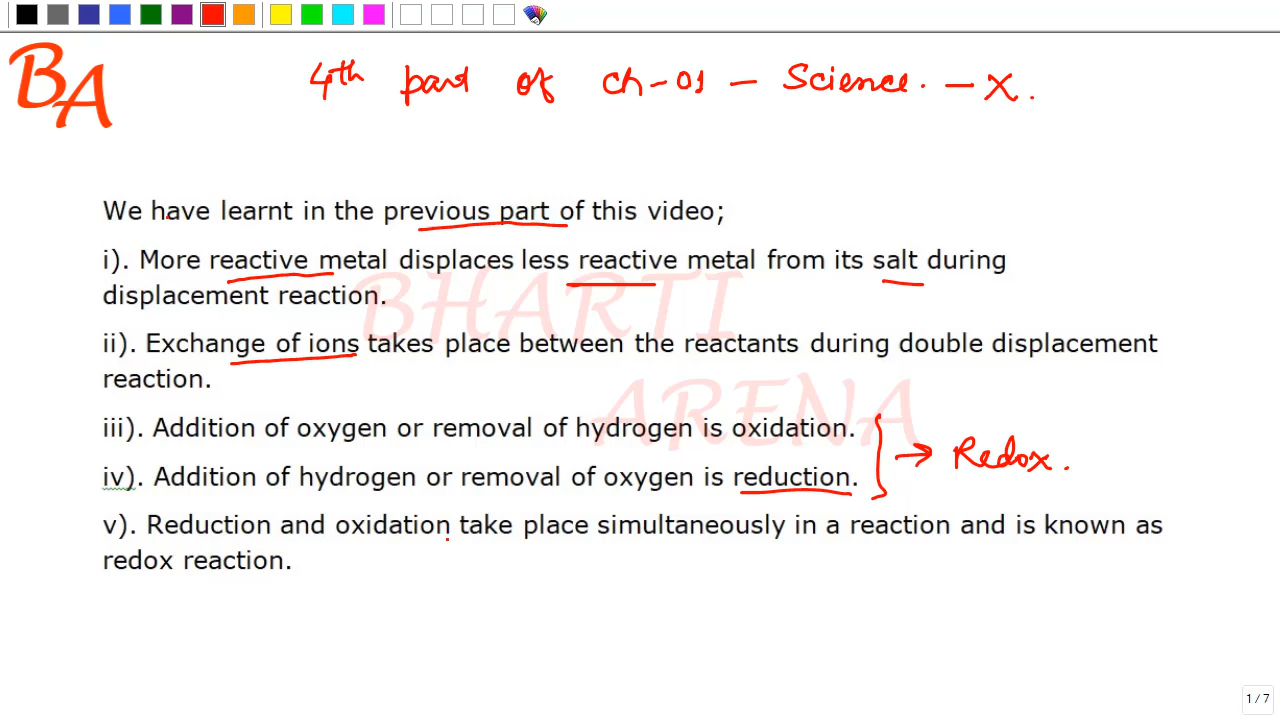 BA
4th part of ch-01 - Science. - X.
We have learnt in the previous part of this video;
i). More reactive metal displaces less reactive metal from its salt during
displacement reaction.
BHARTI
ii). Exchange of ions takes place between the reactants during double displacement
reaction.
ARENA
iii). Addition of oxygen or removal of hydrogen is oxidation.
→ Redox.
iv). Addition of hydrogen or removal of oxygen is reduction.
v). Reduction and oxidation take place simultaneously in a reaction and is known as
redox reaction.
1 / 7